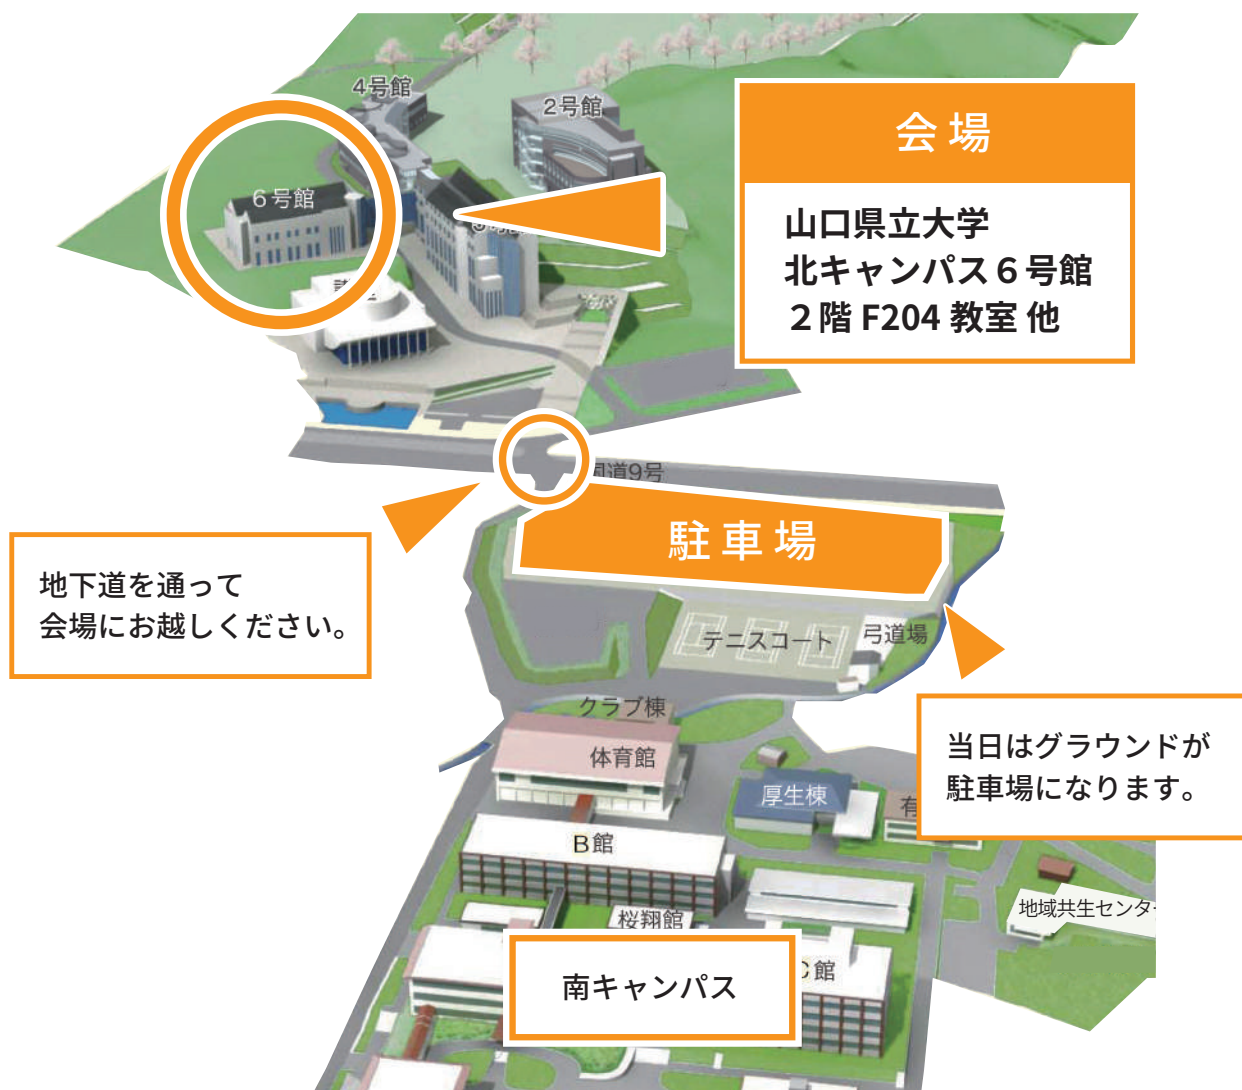 4号館
2号館
6号館
会場
山口県立大学
北キャンパス6号館
2階 F204 教室 他
国道9号
駐車場
地下道を通って
会場にお越しください。
テニスコート
弓道場
クラブ棟
体育館
当日はグラウンドが
駐車場になります。
厚生棟
B館
桜翔館
地域共生センター
南キャンパス
C館